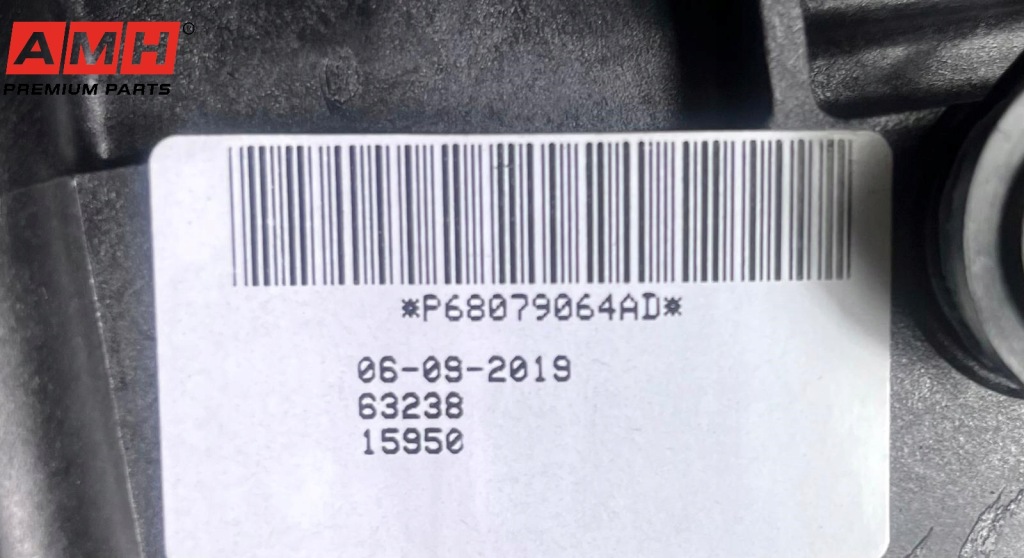 AMH©
PREMIUM PARTS
*P68079064AD*
06-09-2019
63238
15950